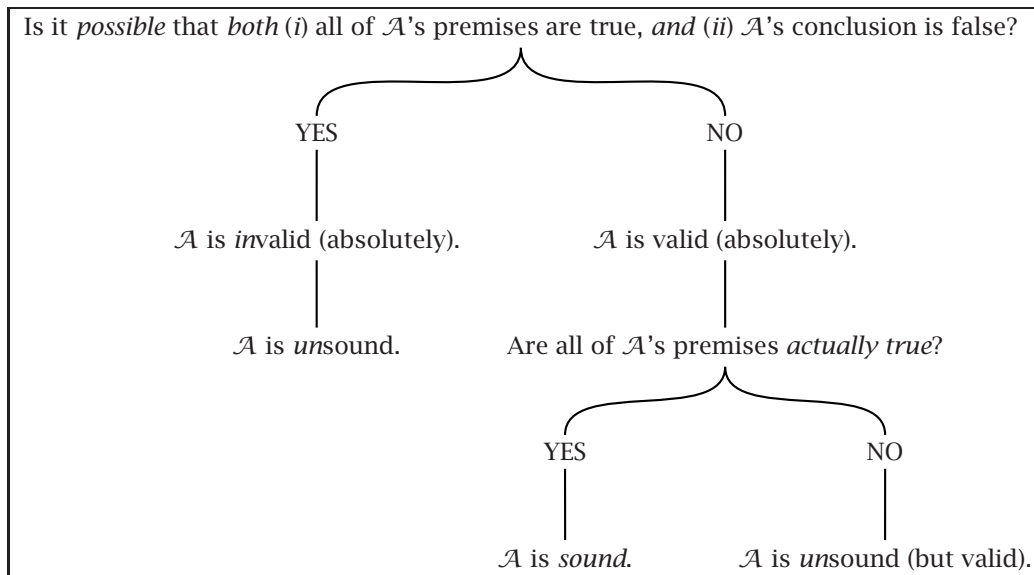 Is it possible that both (i) all of 𝒜's premises are true, and (ii) 𝒜's conclusion is false?
YES
NO
𝒜 is invalid (absolutely).
𝒜 is valid (absolutely).
𝒜 is unsound.
Are all of 𝒜's premises actually true?
YES
NO
𝒜 is sound.
𝒜 is unsound (but valid).